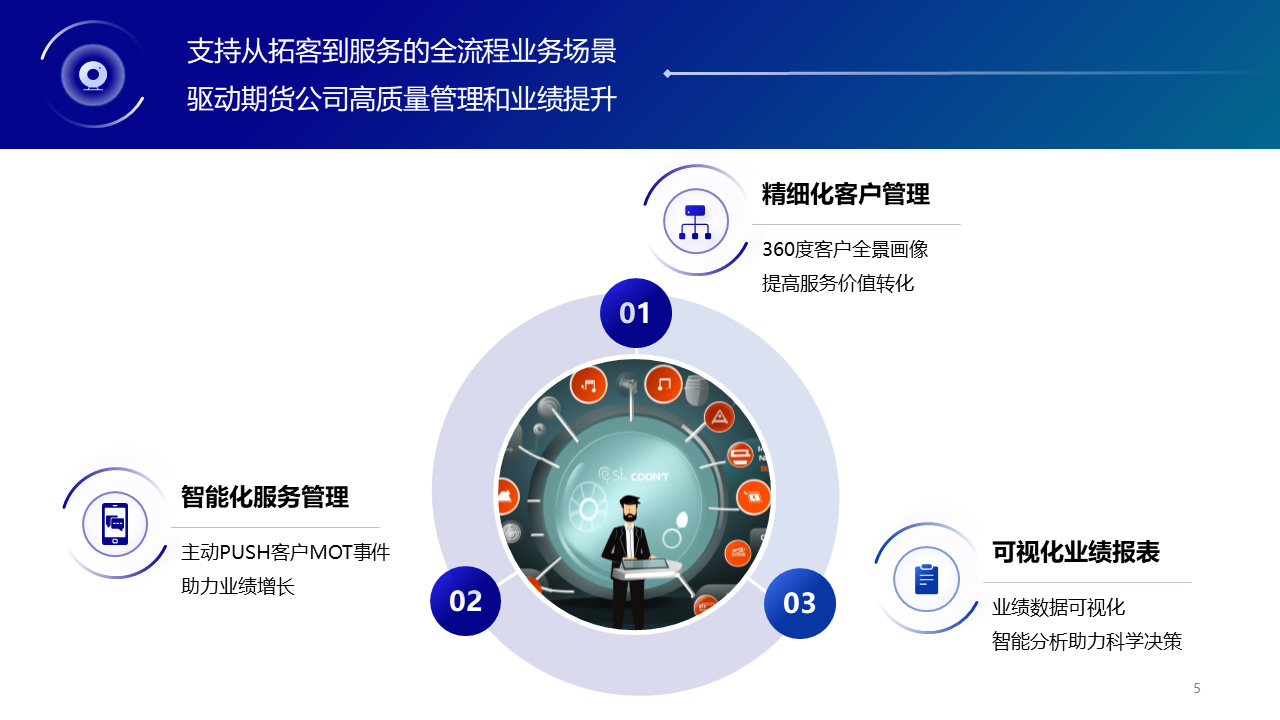 支持从拓客到服务的全流程业务场景
驱动期货公司高质量管理和业绩提升
精细化客户管理
360度客户全景画像
提高服务价值转化
01
COON'T
智能化服务管理
主动PUSH客户MOT事件
助力业绩增长
02
03
可视化业绩报表
业绩数据可视化
智能分析助力科学决策
5